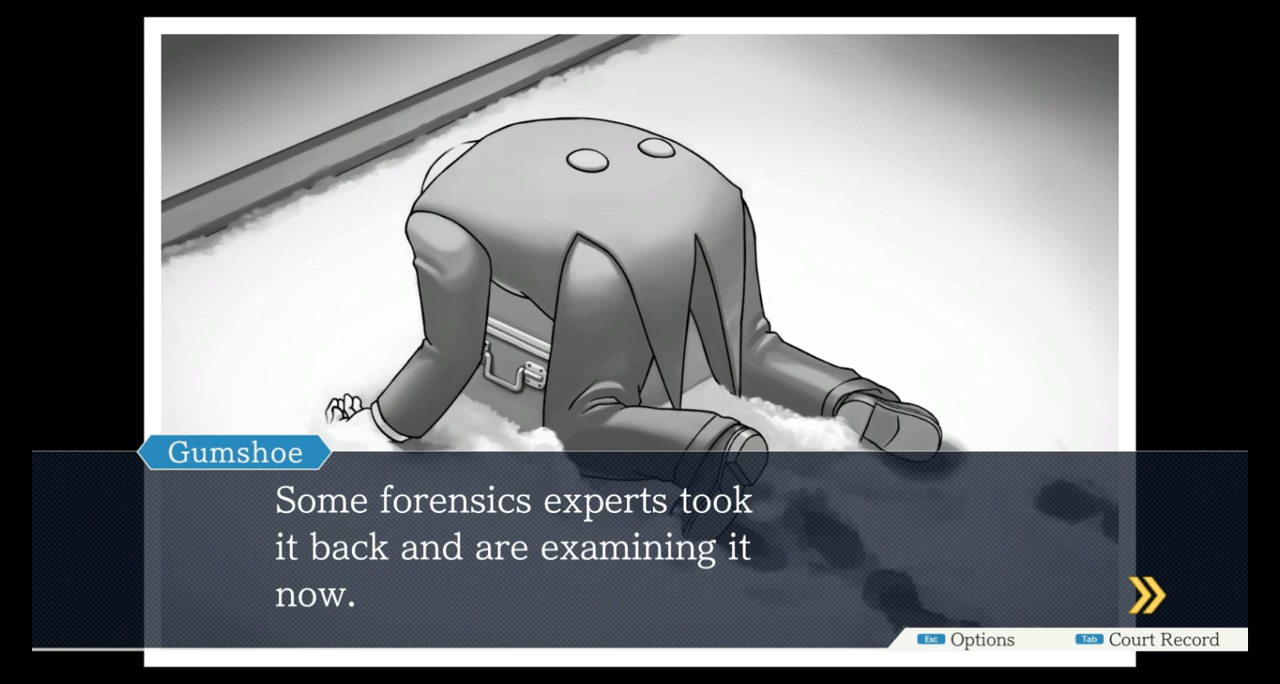 Gumshoe
Some forensics experts took
it back and are examining it
now.
Esc Options Tab Court Record